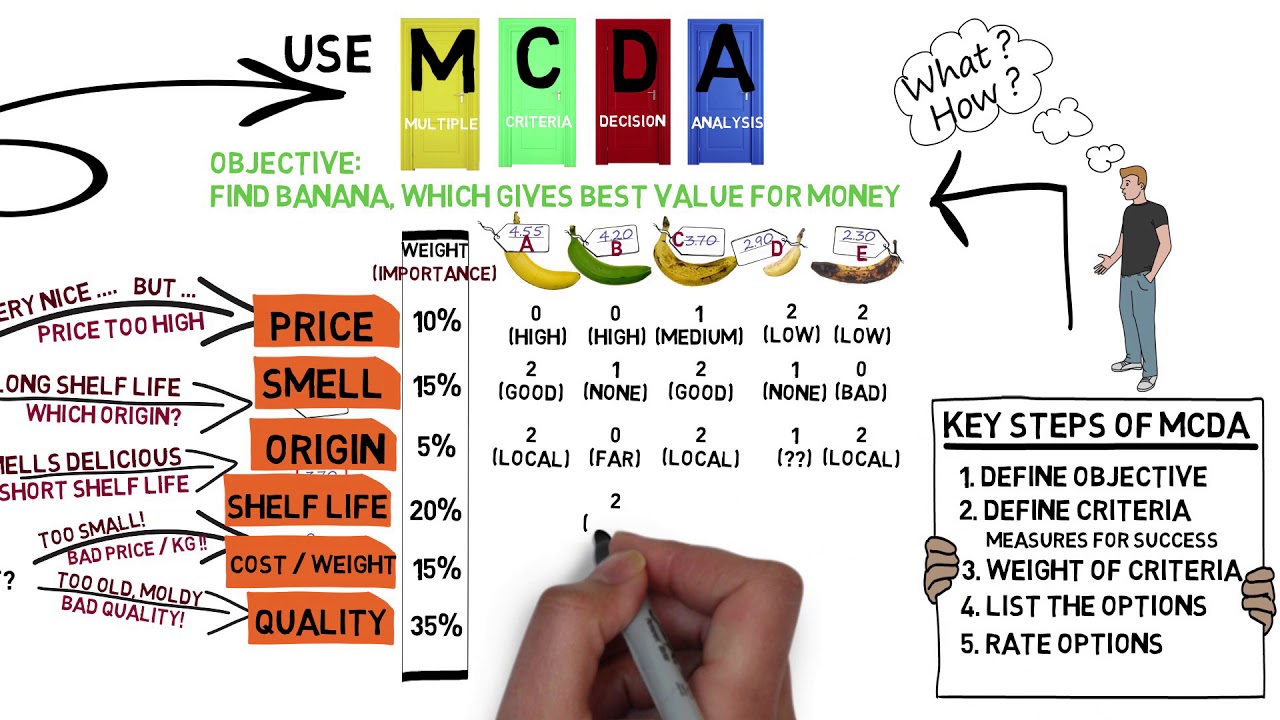 USE MCDA
MULTIPLE CRITERIA DECISION ANALYSIS
What?
How?
OBJECTIVE:
FIND BANANA, WHICH GIVES BEST VALUE FOR MONEY
WEIGHT
(IMPORTANCE)
4.55 A
4.20 B
C 3.70
2.90 D
2.30 E
ERY NICE .... BUT ...
PRICE TOO HIGH
PRICE 10% 0 0 1 2 2
(HIGH) (HIGH) (MEDIUM) (LOW) (LOW)
LONG SHELF LIFE
WHICH ORIGIN?
SMELL 15% 2 1 2 1 0
(GOOD) (NONE) (GOOD) (NONE) (BAD)
ORIGIN 5% 2 0 2 1 2
(LOCAL) (FAR) (LOCAL) (??) (LOCAL)
MELLS DELICIOUS
SHORT SHELF LIFE
SHELF LIFE 20% 2
(
TOO SMALL!
BAD PRICE / KG!!
COST / WEIGHT 15%
?
TOO OLD, MOLDY
BAD QUALITY!
QUALITY 35%
KEY STEPS OF MCDA
1. DEFINE OBJECTIVE
2. DEFINE CRITERIA
MEASURES FOR SUCCESS
3. WEIGHT OF CRITERIA
4. LIST THE OPTIONS
5. RATE OPTIONS